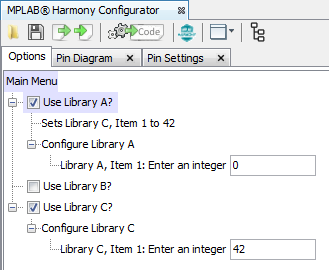 MPLAB® Harmony Configurator
Code
Options Pin Diagram Pin Settings
Main Menu
Use Library A?
Sets Library C, Item 1 to 42
Configure Library A
Library A, Item 1: Enter an integer 0
Use Library B?
Use Library C?
Configure Library C
Library C, Item 1: Enter an integer 42